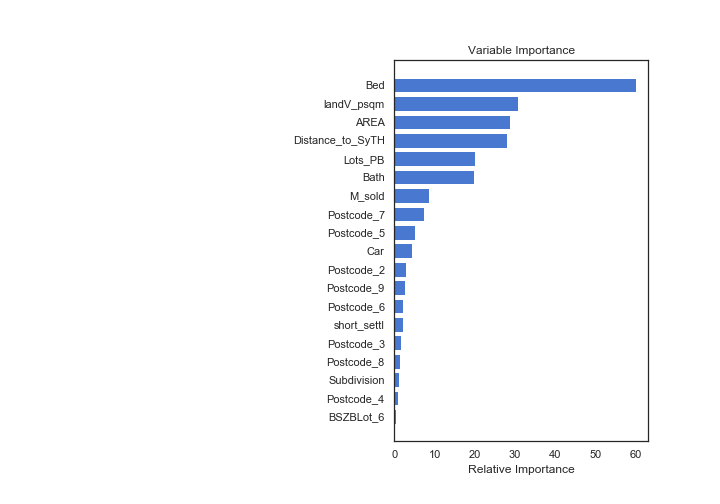 Variable Importance
Bed
landV_psqm
AREA
Distance_to_SyTH
Lots_PB
Bath
M_sold
Postcode_7
Postcode_5
Car
Postcode_2
Postcode_9
Postcode_6
short_settl
Postcode_3
Postcode_8
Subdivision
Postcode_4
BSZBLot_6
0 10 20 30 40 50 60
Relative Importance